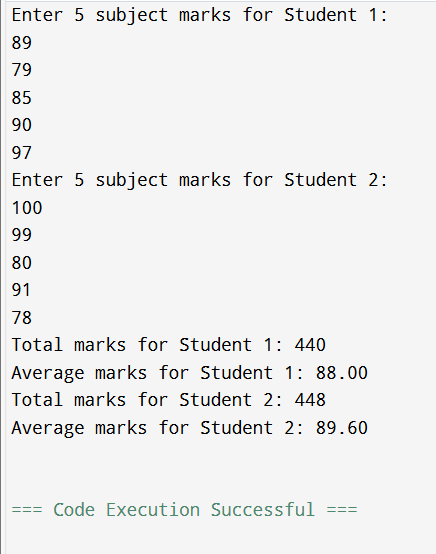 Enter 5 subject marks for Student 1:
89
79
85
90
97
Enter 5 subject marks for Student 2:
100
99
80
91
78
Total marks for Student 1: 440
Average marks for Student 1: 88.00
Total marks for Student 2: 448
Average marks for Student 2: 89.60
=== Code Execution Successful ===